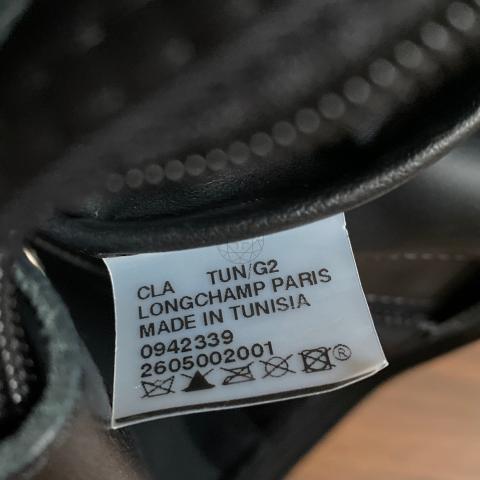 CLA TUN/G2
LONGCHAMP PARIS
MADE IN TUNISIA
0942339
2605002001
®